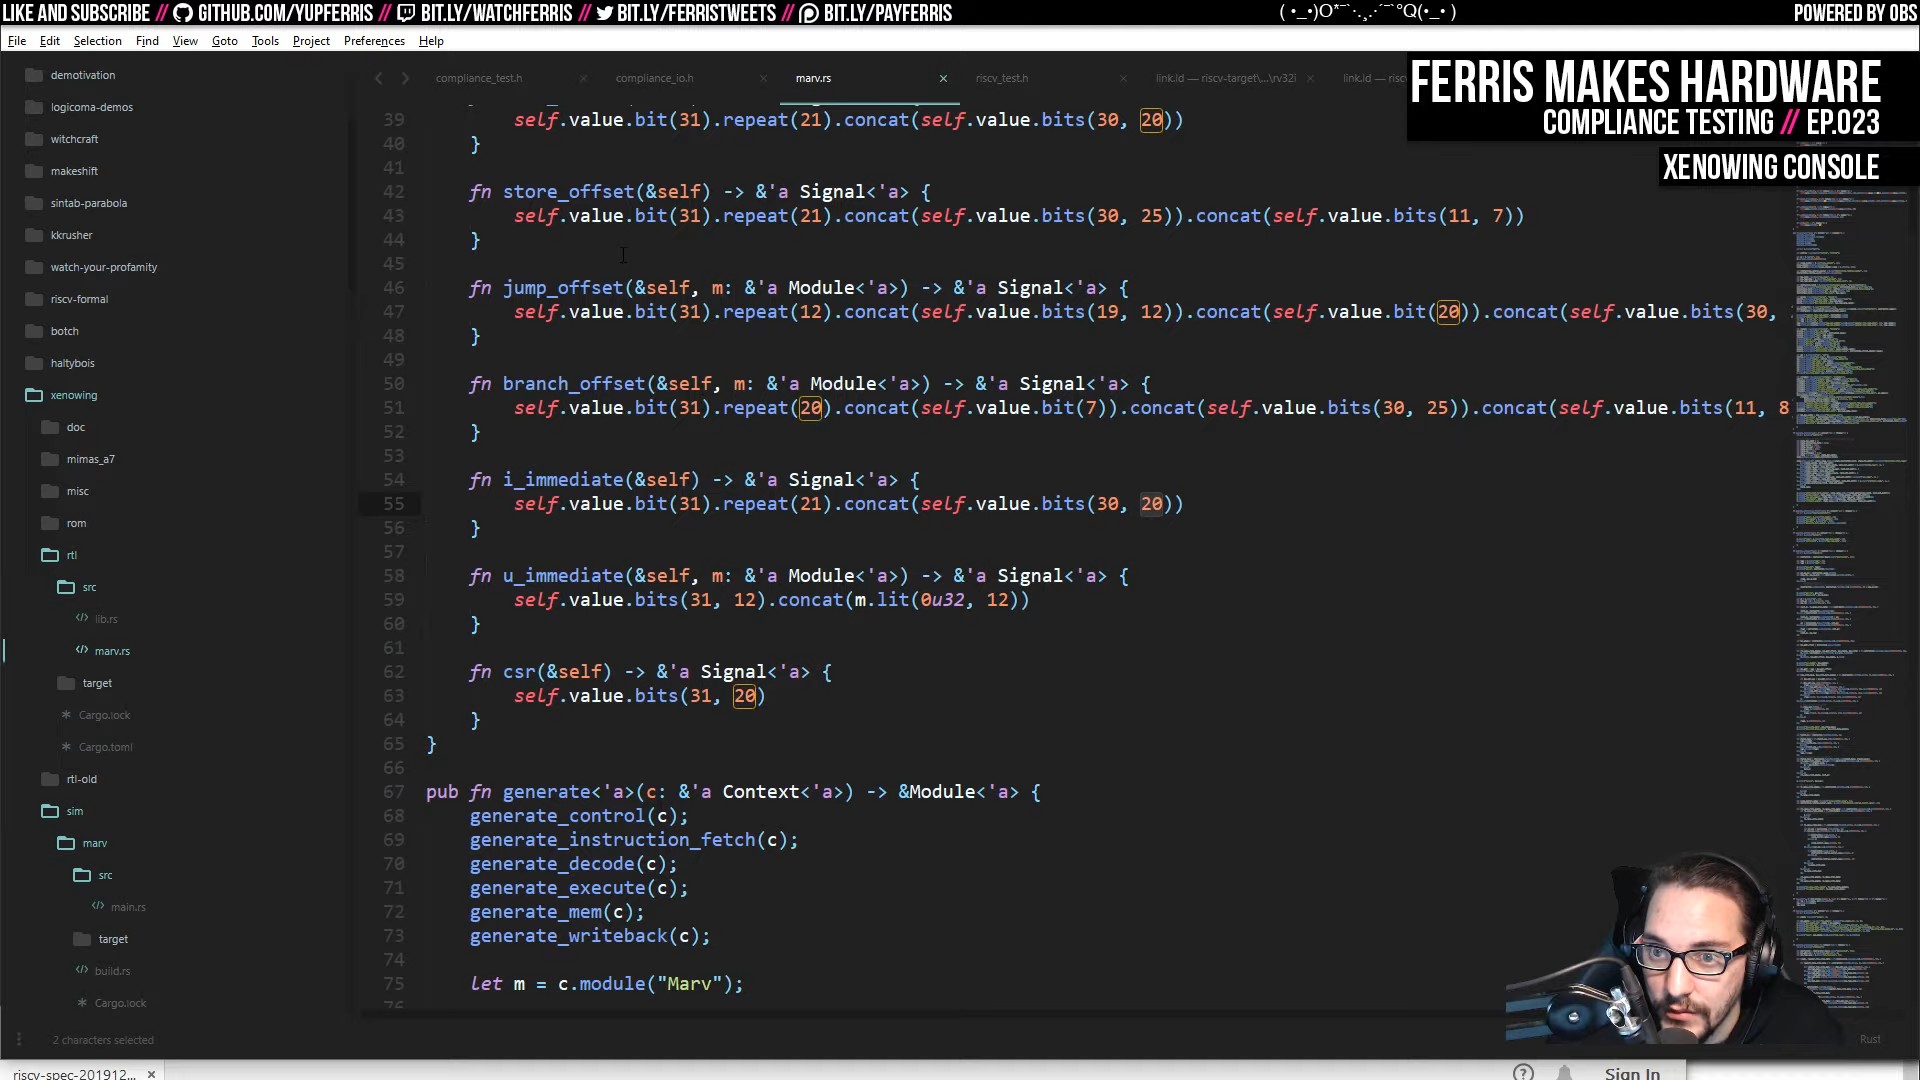 LIKE AND SUBSCRIBE // GITHUB.COM/YUPFERRIS // BIT.LY/WATCHFERRIS // BIT.LY/FERRISTWEETS // BIT.LY/PAYFERRIS
POWERED BY OBS
File Edit Selection Find View Goto Tools Project Preferences Help
FERRIS MAKES HARDWARE
COMPLIANCE TESTING // EP.023
XENOWING CONSOLE
compliance_test.h × compliance_io.h × marv.rs × riscv_test.h × link.ld — riscv-target\...\rv32i × link.ld — risc
demotivation
logicoma-demos
witchcraft
makeshift
sintab-parabola
kkrusher
watch-your-profamity
riscv-formal
botch
haltybois
xenowing
doc
mimas_a7
misc
rom
rtl
src
lib.rs
marv.rs
target
Cargo.lock
Cargo.toml
rtl-old
sim
marv
src
main.rs
target
build.rs
Cargo.lock
39 self.value.bit(31).repeat(21).concat(self.value.bits(30, 20))
40 }
41
42 fn store_offset(&self) -> &'a Signal<'a> {
43 self.value.bit(31).repeat(21).concat(self.value.bits(30, 25)).concat(self.value.bits(11, 7))
44 }
45
46 fn jump_offset(&self, m: &'a Module<'a>) -> &'a Signal<'a> {
47 self.value.bit(31).repeat(12).concat(self.value.bits(19, 12)).concat(self.value.bit(20)).concat(self.value.bits(30,
48 }
49
50 fn branch_offset(&self, m: &'a Module<'a>) -> &'a Signal<'a> {
51 self.value.bit(31).repeat(20).concat(self.value.bit(7)).concat(self.value.bits(30, 25)).concat(self.value.bits(11, 8
52 }
53
54 fn i_immediate(&self) -> &'a Signal<'a> {
55 self.value.bit(31).repeat(21).concat(self.value.bits(30, 20))
56 }
57
58 fn u_immediate(&self, m: &'a Module<'a>) -> &'a Signal<'a> {
59 self.value.bits(31, 12).concat(m.lit(0u32, 12))
60 }
61
62 fn csr(&self) -> &'a Signal<'a> {
63 self.value.bits(31, 20)
64 }
65 }
66
67 pub fn generate<'a>(c: &'a Context<'a>) -> &Module<'a> {
68 generate_control(c);
69 generate_instruction_fetch(c);
70 generate_decode(c);
71 generate_execute(c);
72 generate_mem(c);
73 generate_writeback(c);
74
75 let m = c.module("Marv");
2 characters selected
Rust
riscv-spec-201912... ×
Sign In